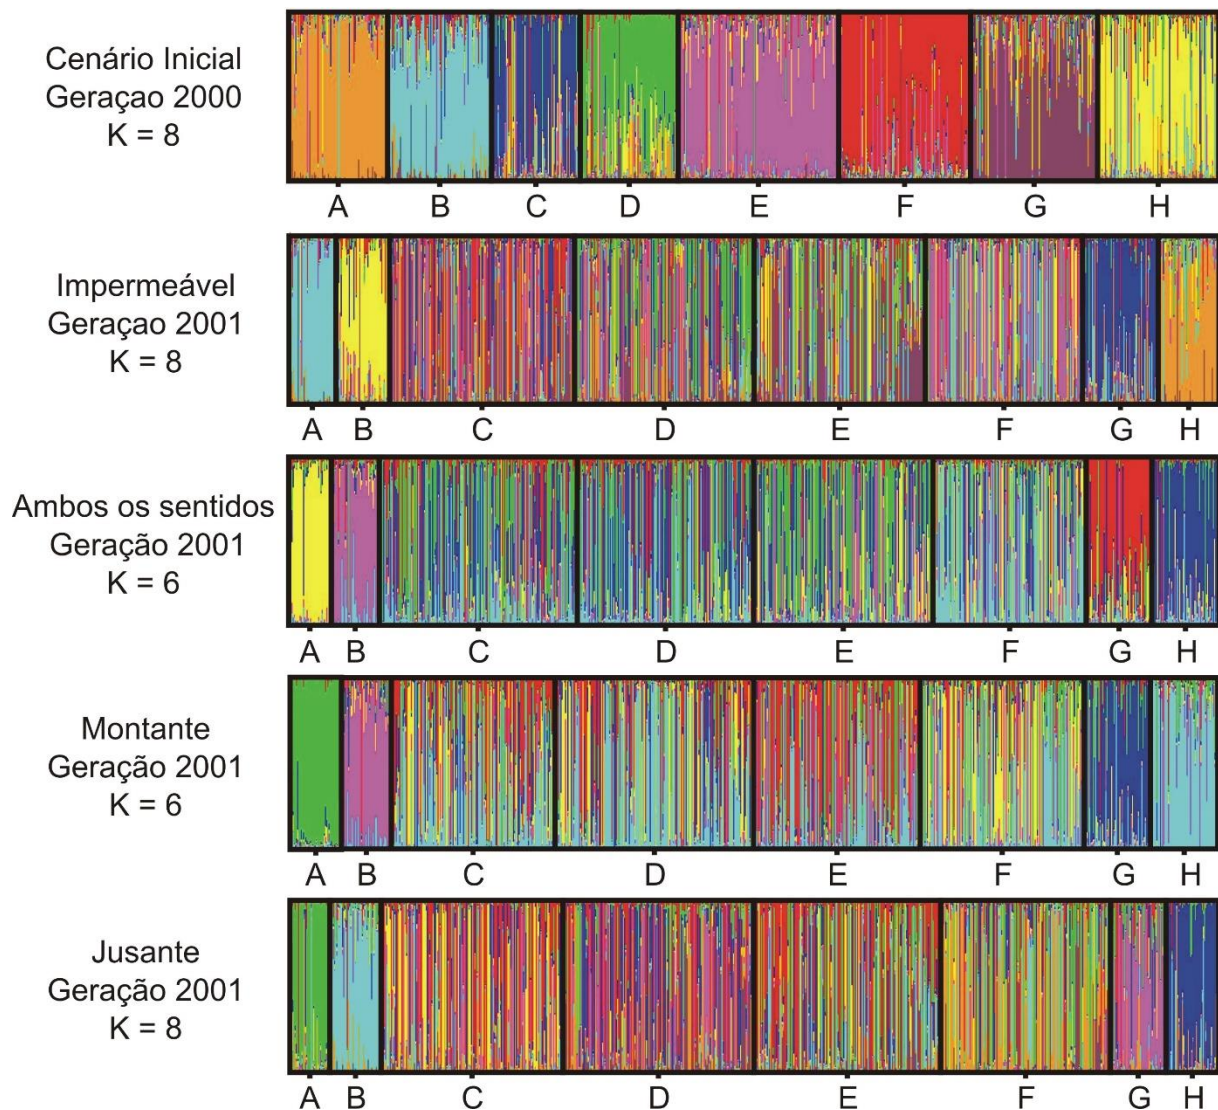 Cenário Inicial
Geraçao 2000
K = 8
A B C D E F G H
Impermeável
Geraçao 2001
K = 8
A B C D E F G H
Ambos os sentidos
Geração 2001
K = 6
A B C D E F G H
Montante
Geração 2001
K = 6
A B C D E F G H
Jusante
Geração 2001
K = 8
A B C D E F G H